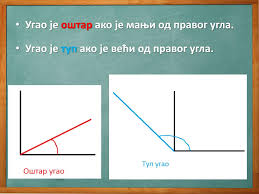 • Угао је оштар ако је мањи од правог угла.
• Угао је туп ако је већи од правог угла.
Оштар угао
Туп угао